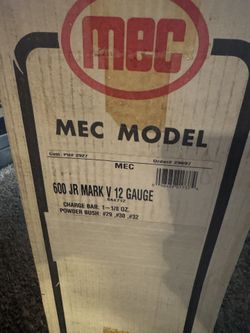 MEC
MEC MODEL
MEC
600 JR MARK V 12 GAUGE
CHARGE BAR: 1-1/8 OZ.
POWDER BUSH: #29 ,#30 ,#32